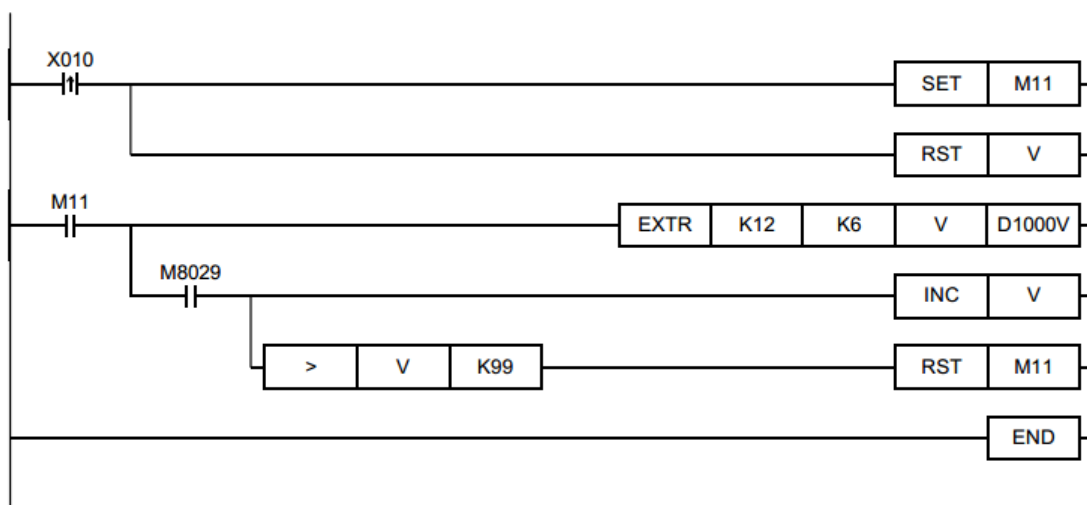 X010
SET M11
RST V
M11
EXTR K12 K6 V D1000V
M8029
INC V
> V K99 RST M11
END